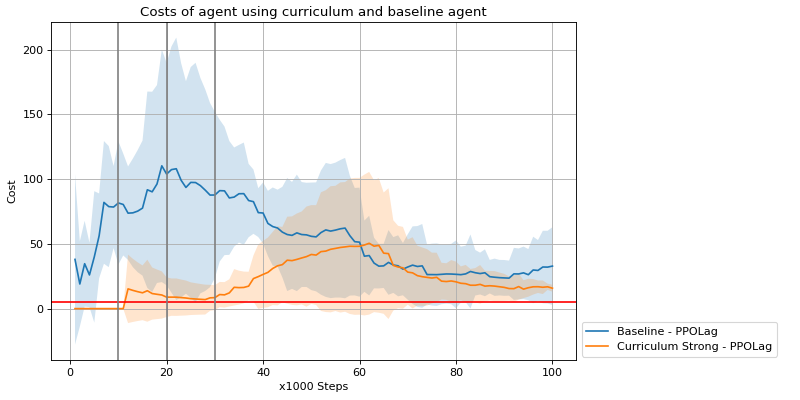 Costs of agent using curriculum and baseline agent
200
150
100
50
0
Cost
0 20 40 60 80 100
x1000 Steps
Baseline - PPOLag
Curriculum Strong - PPOLag